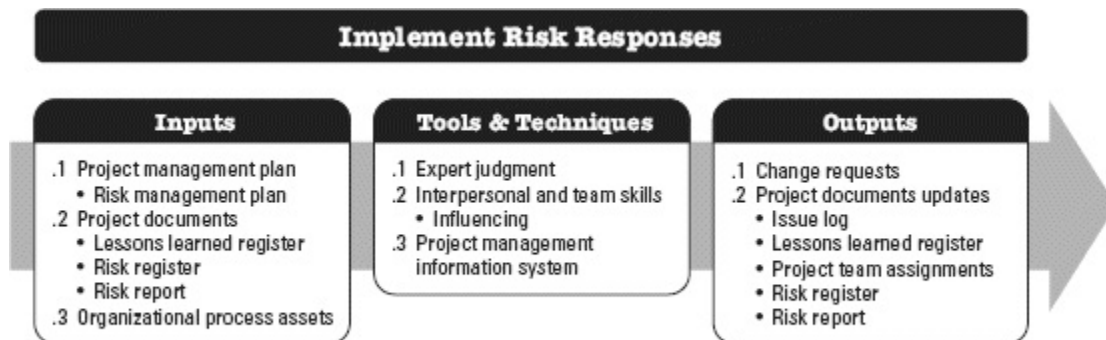 Implement Risk Responses
Inputs
.1 Project management plan
• Risk management plan
.2 Project documents
• Lessons learned register
• Risk register
• Risk report
.3 Organizational process assets
Tools & Techniques
.1 Expert judgment
.2 Interpersonal and team skills
• Influencing
.3 Project management
information system
Outputs
.1 Change requests
.2 Project documents updates
• Issue log
• Lessons learned register
• Project team assignments
• Risk register
• Risk report